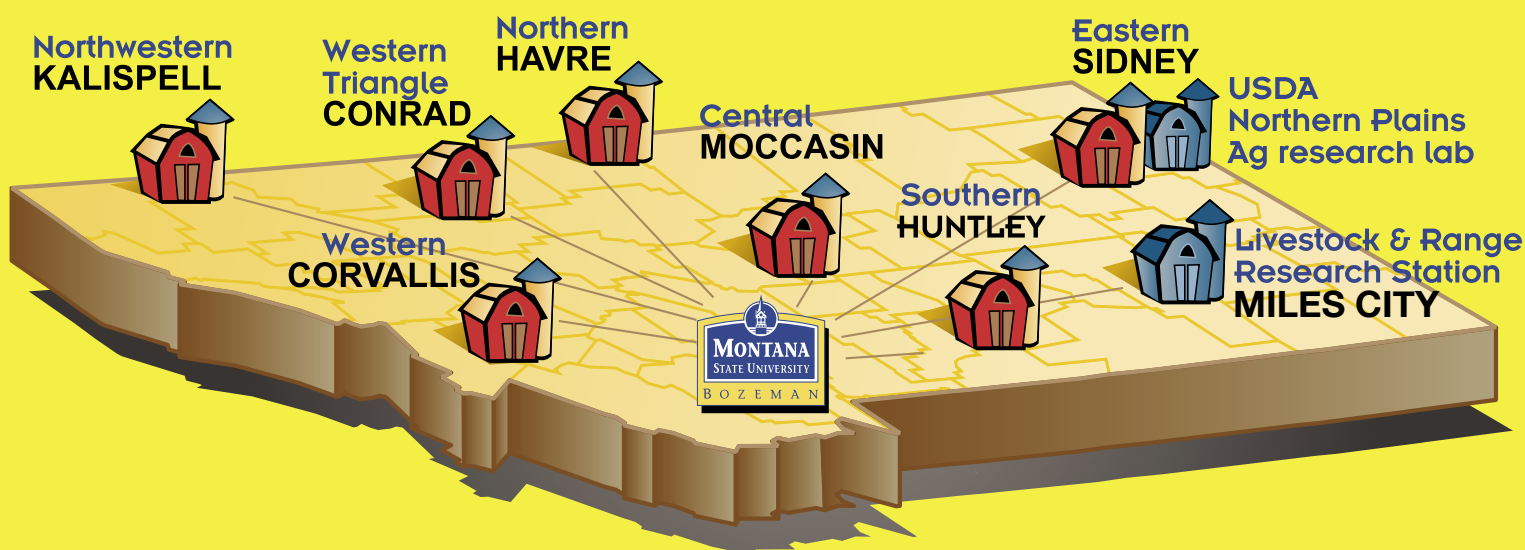 Northwestern
KALISPELL
Western
Triangle
CONRAD
Northern
HAVRE
Central
MOCCASIN
Eastern
SIDNEY
USDA
Northern Plains
Ag research lab
Southern
HUNTLEY
Western
CORVALLIS
Livestock & Range
Research Station
MILES CITY
MONTANA
STATE UNIVERSITY
BOZEMAN